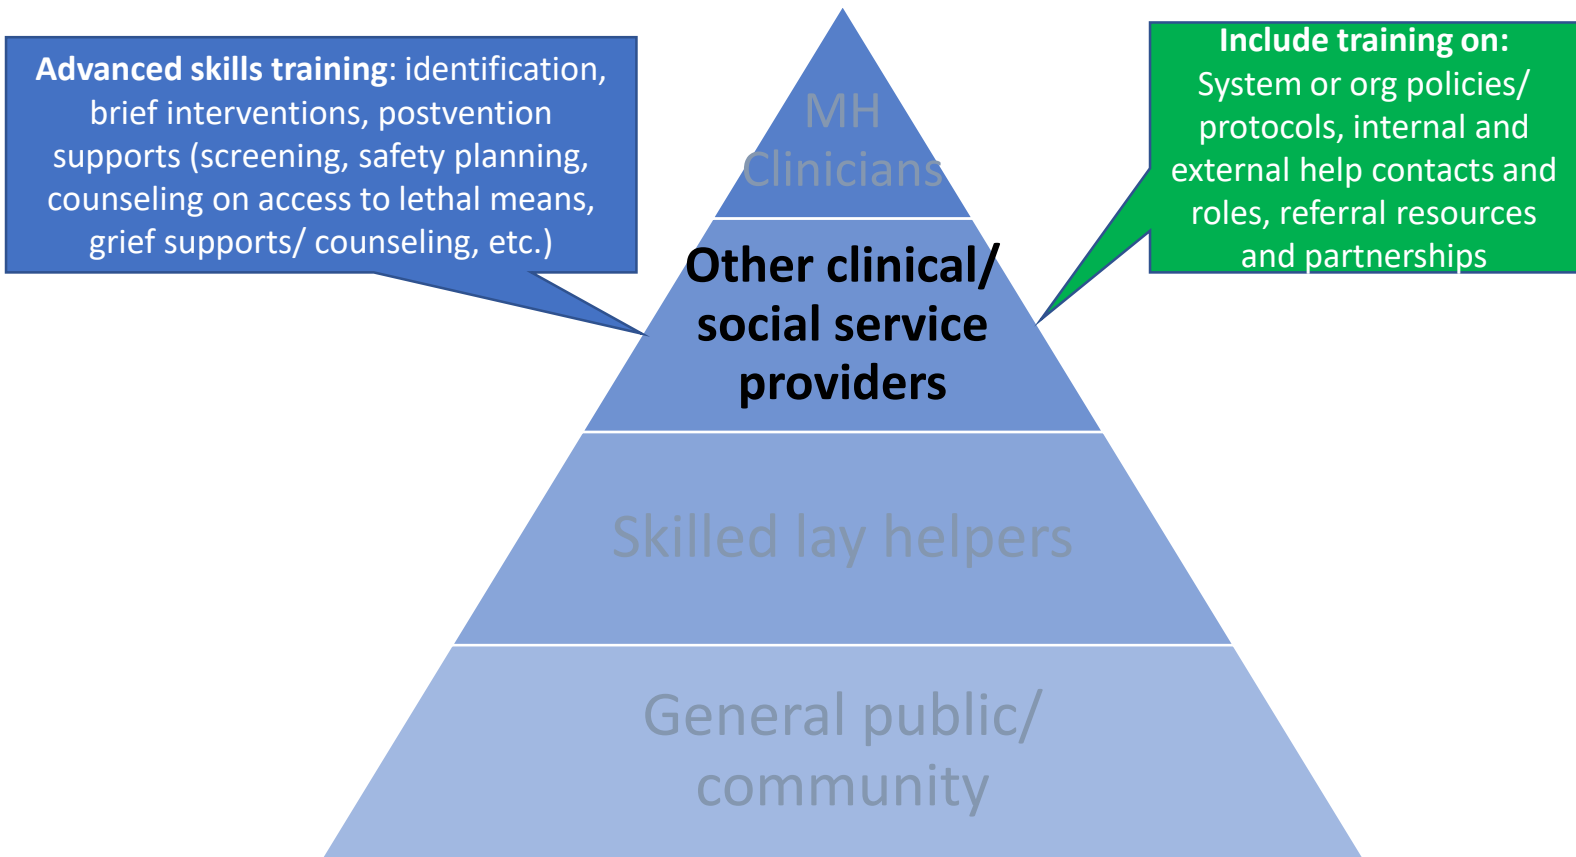 Advanced skills training: identification,
brief interventions, postvention
supports (screening, safety planning,
counseling on access to lethal means,
grief supports/ counseling, etc.)
Include training on:
System or org policies/
protocols, internal and
external help contacts and
roles, referral resources
and partnerships
MH
Clinicians
Other clinical/
social service
providers
Skilled lay helpers
General public/
community